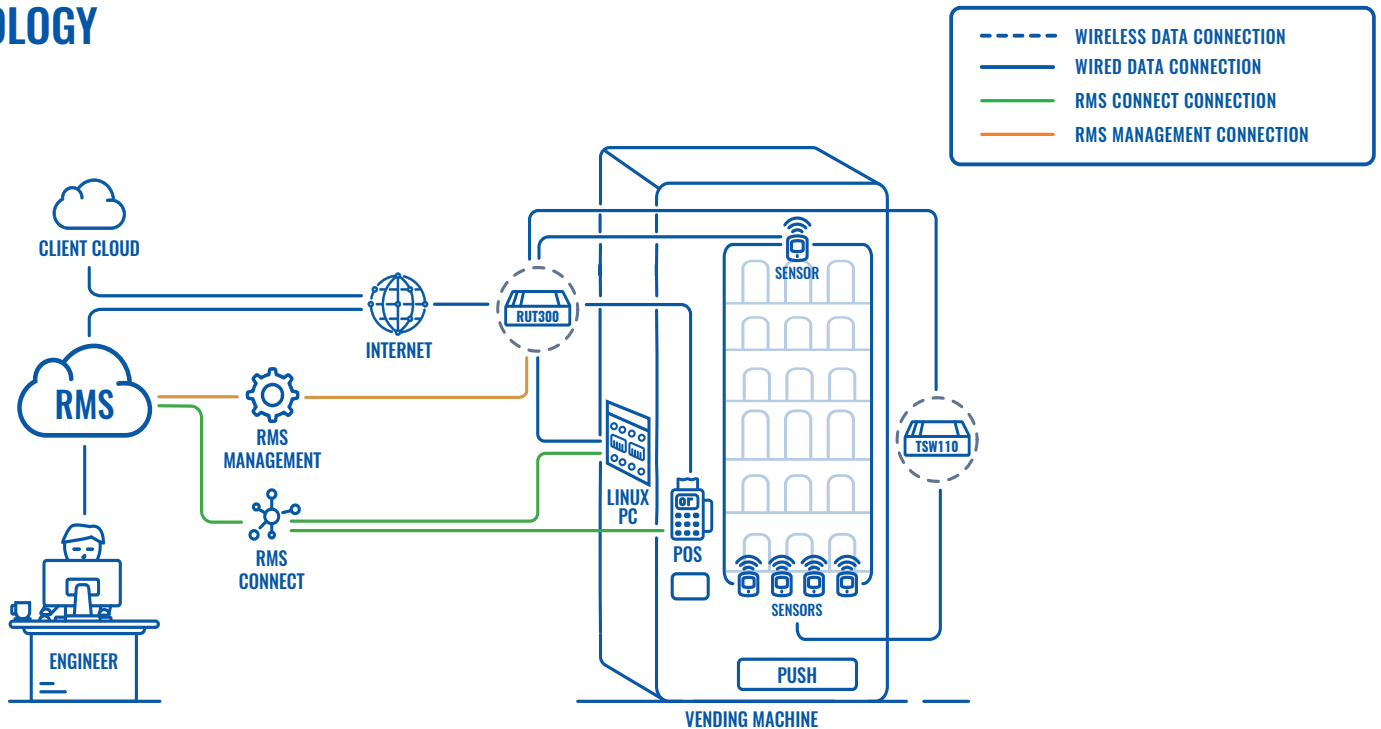 OLOGY
WIRELESS DATA CONNECTION
WIRED DATA CONNECTION
RMS CONNECT CONNECTION
RMS MANAGEMENT CONNECTION
CLIENT CLOUD
SENSOR
RUT300
INTERNET
RMS
RMS
MANAGEMENT
TSW110
LINUX
PC
POS
RMS
CONNECT
SENSORS
ENGINEER
PUSH
VENDING MACHINE